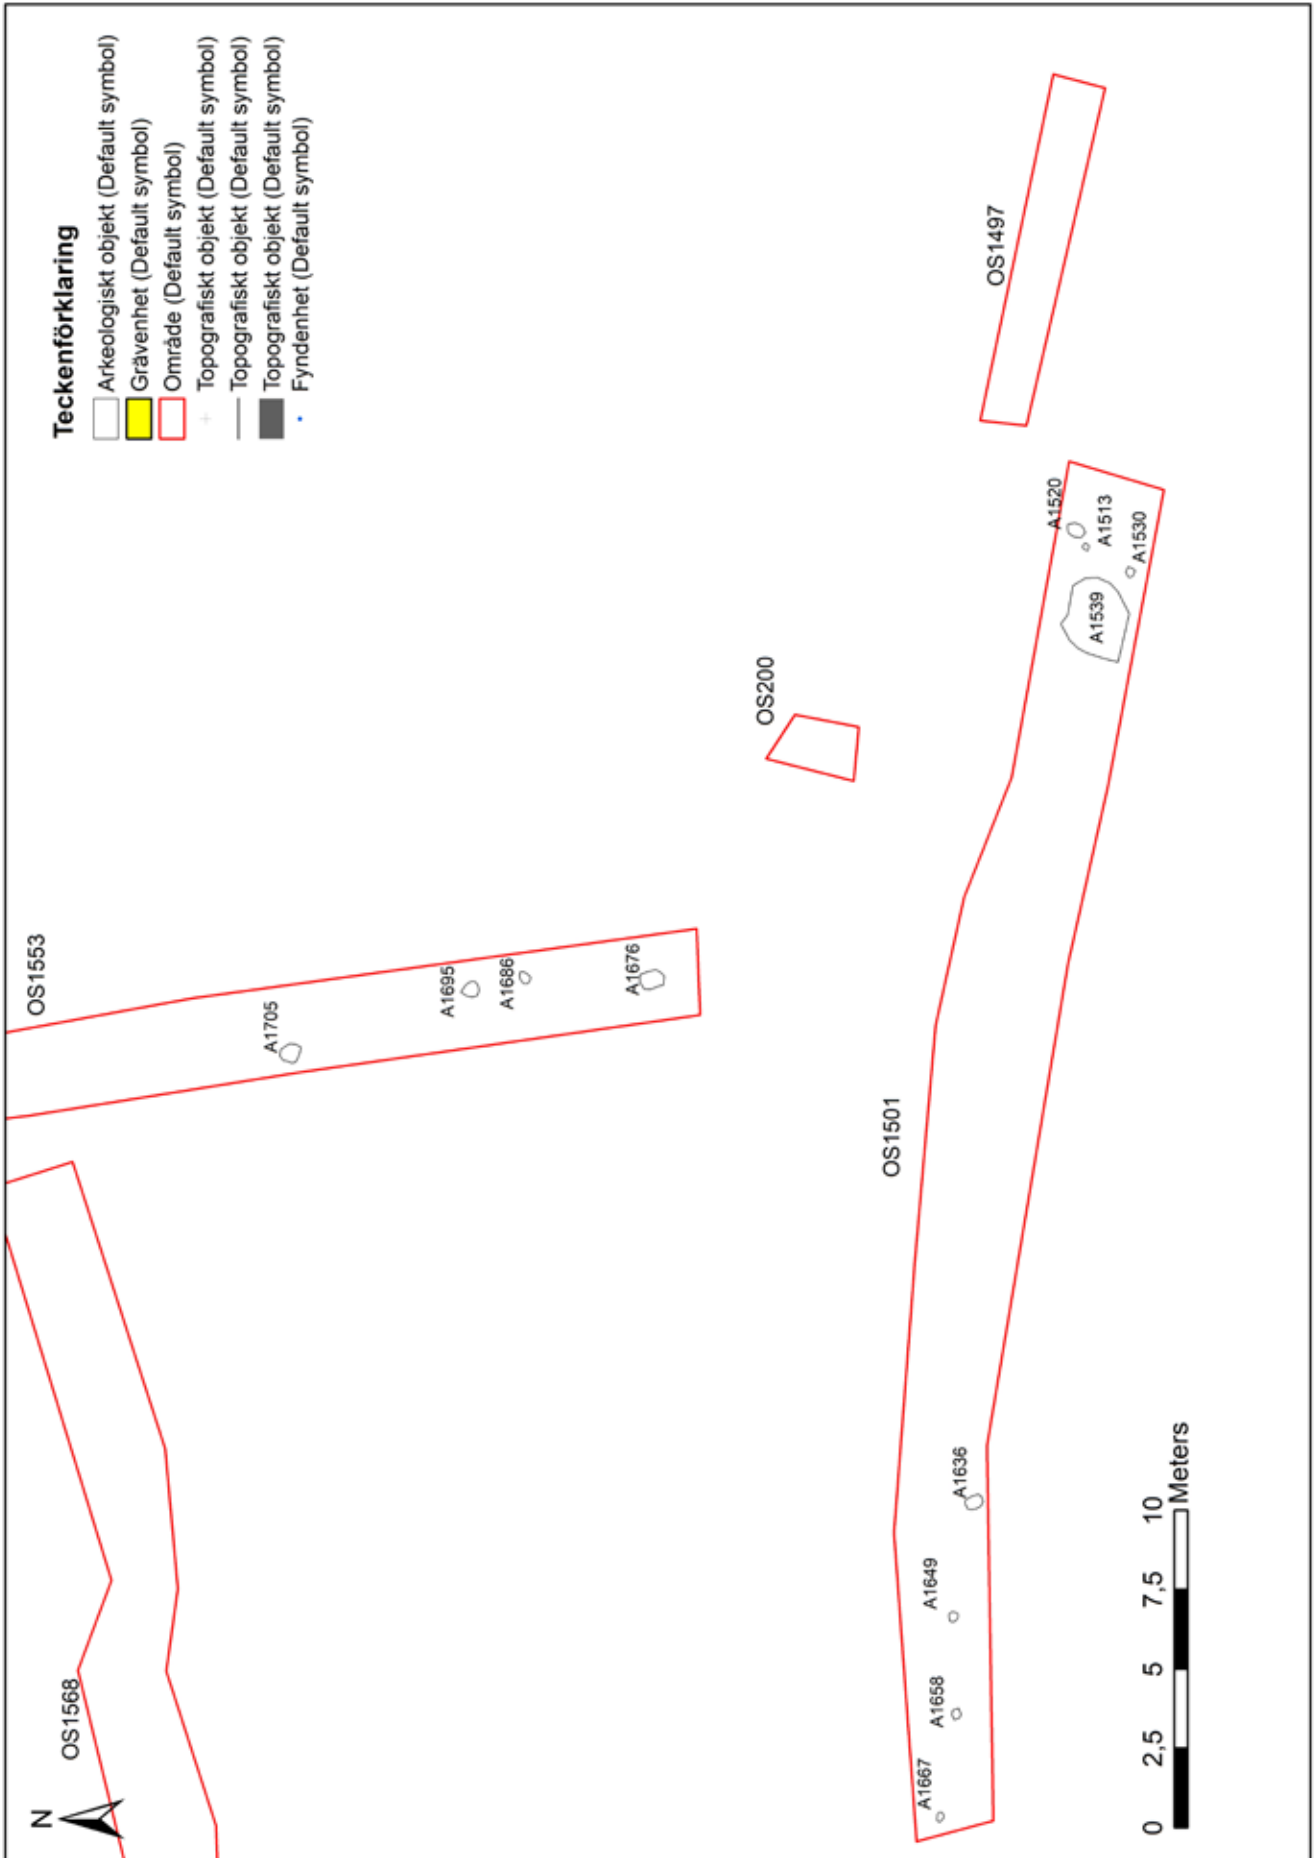 N
OS1568
OS1553
Teckenförklaring
Arkeologiskt objekt (Default symbol)
Grävenhet (Default symbol)
Område (Default symbol)
Topografiskt objekt (Default symbol)
Topografiskt objekt (Default symbol)
Topografiskt objekt (Default symbol)
Fyndenhet (Default symbol)
A1705
A1695
A1686
A1676
OS200
OS1501
OS1497
A1667
A1658
A1649
A1636
A1539
A1520
A1513
A1530
0 2,5 5 7,5 10
Meters